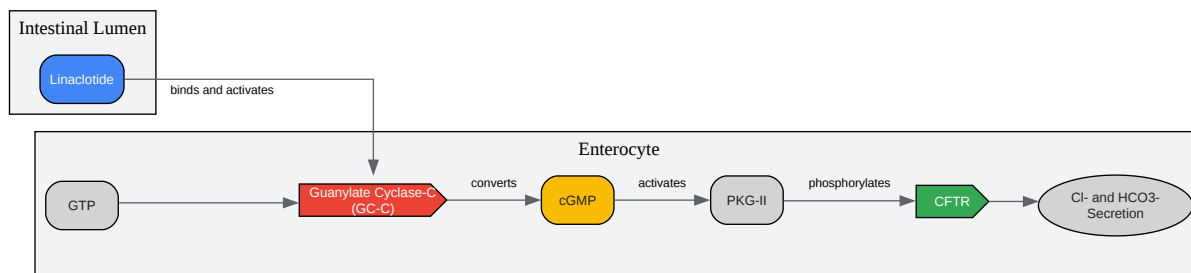 Intestinal Lumen
Linaclotide
binds and activates
Enterocyte
GTP
Guanylate Cyclase-C
(GC-C)
converts
cGMP
activates
PKG-II
phosphorylates
CFTR
Cl- and HCO3-
Secretion